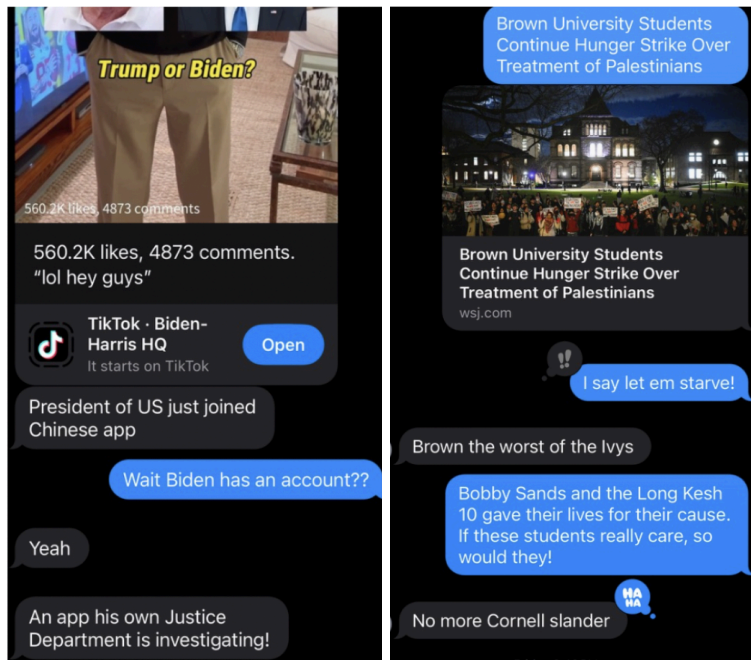 Trump or Biden?
560.2K likes, 4873 comments
560.2K likes, 4873 comments.
“lol hey guys”
TikTok · Biden-
Harris HQ
It starts on TikTok
Open
President of US just joined
Chinese app
Wait Biden has an account??
Yeah
An app his own Justice
Department is investigating!
Brown University Students
Continue Hunger Strike Over
Treatment of Palestinians
Brown University Students
Continue Hunger Strike Over
Treatment of Palestinians
wsj.com
!!
I say let em starve!
Brown the worst of the Ivys
Bobby Sands and the Long Kesh
10 gave their lives for their cause.
If these students really care, so
would they!
HA
HA
No more Cornell slander